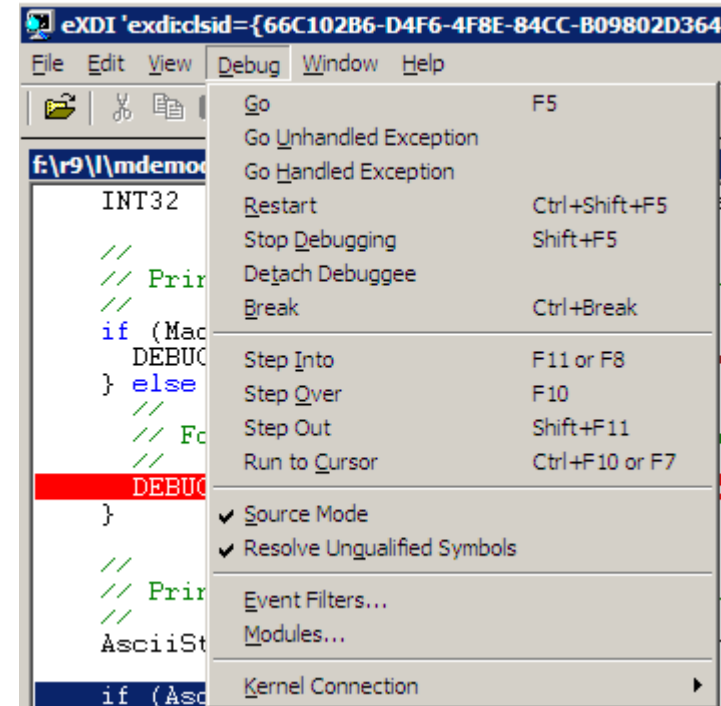 eXDI 'exdi:clsid={66C102B6-D4F6-4F8E-84CC-B09802D364
File Edit View Debug Window Help
Go F5
Go Unhandled Exception
f:\r9\l\mdemo
Go Handled Exception
INT32
Restart Ctrl+Shift+F5
//
Stop Debugging Shift+F5
// Prin
Detach Debuggee
//
Break Ctrl+Break
if (Mac
DEBUG
Step Into F11 or F8
} else
Step Over F10
//
// Fo
Step Out Shift+F11
//
Run to Cursor Ctrl+F10 or F7
DEBUG
}
Source Mode
Resolve Unqualified Symbols
//
// Prin
Event Filters...
//
AsciiSt
Modules...
if (Asc
Kernel Connection